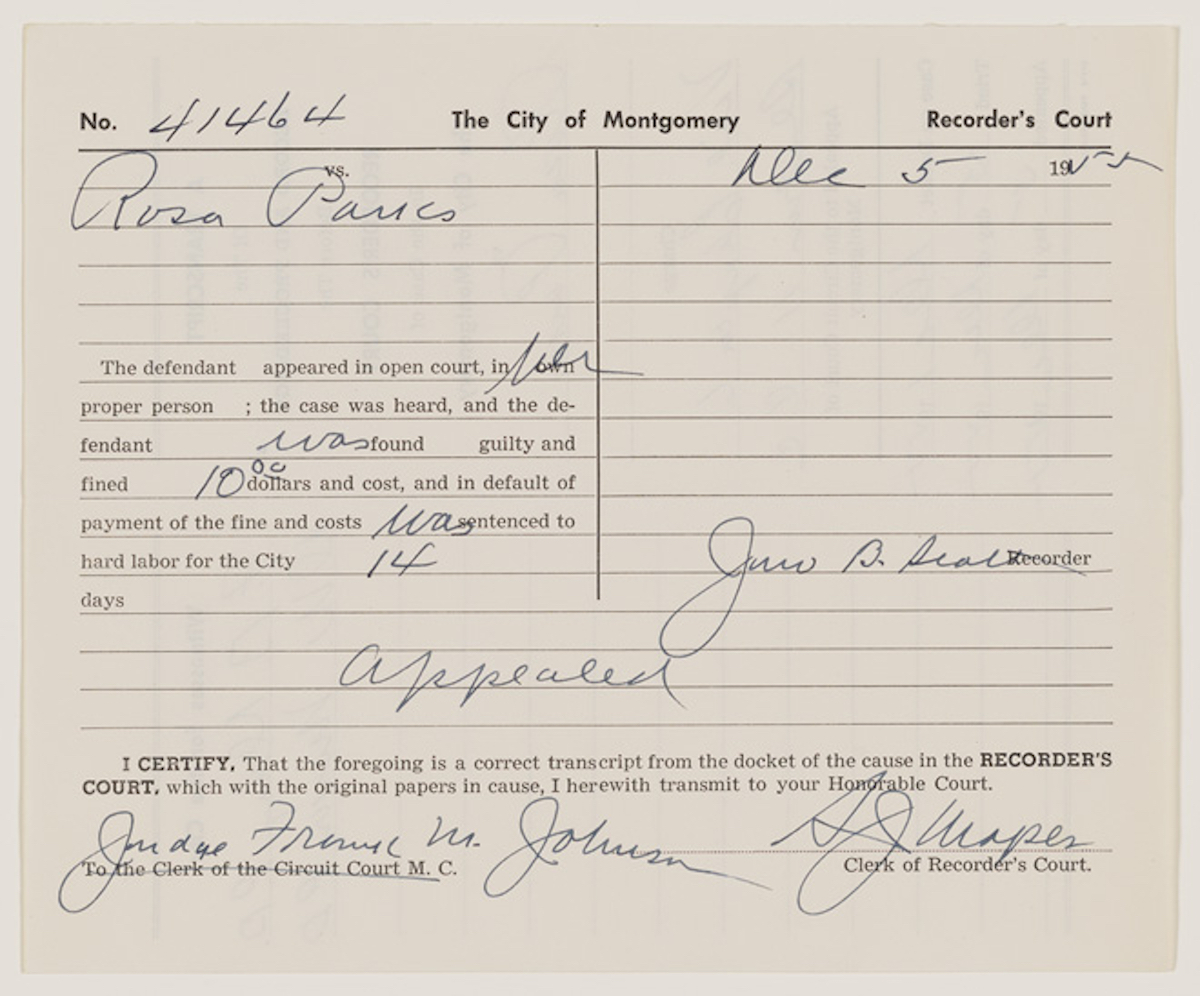 No. 41464 The City of Montgomery Recorder's Court
vs. Dec 5 1955
Rosa Parks
The defendant appeared in open court, in her own
proper person ; the case was heard, and the de-
fendant was found guilty and
fined 10 00 dollars and cost, and in default of
payment of the fine and costs was sentenced to
hard labor for the City 14
days
B. Recorder
Appealed
I CERTIFY, That the foregoing is a correct transcript from the docket of the cause in the RECORDER'S
COURT, which with the original papers in cause, I herewith transmit to your Honorable Court.
Judge Frank M. Johnson
To the Clerk of the Circuit Court M. C. Clerk of Recorder's Court.